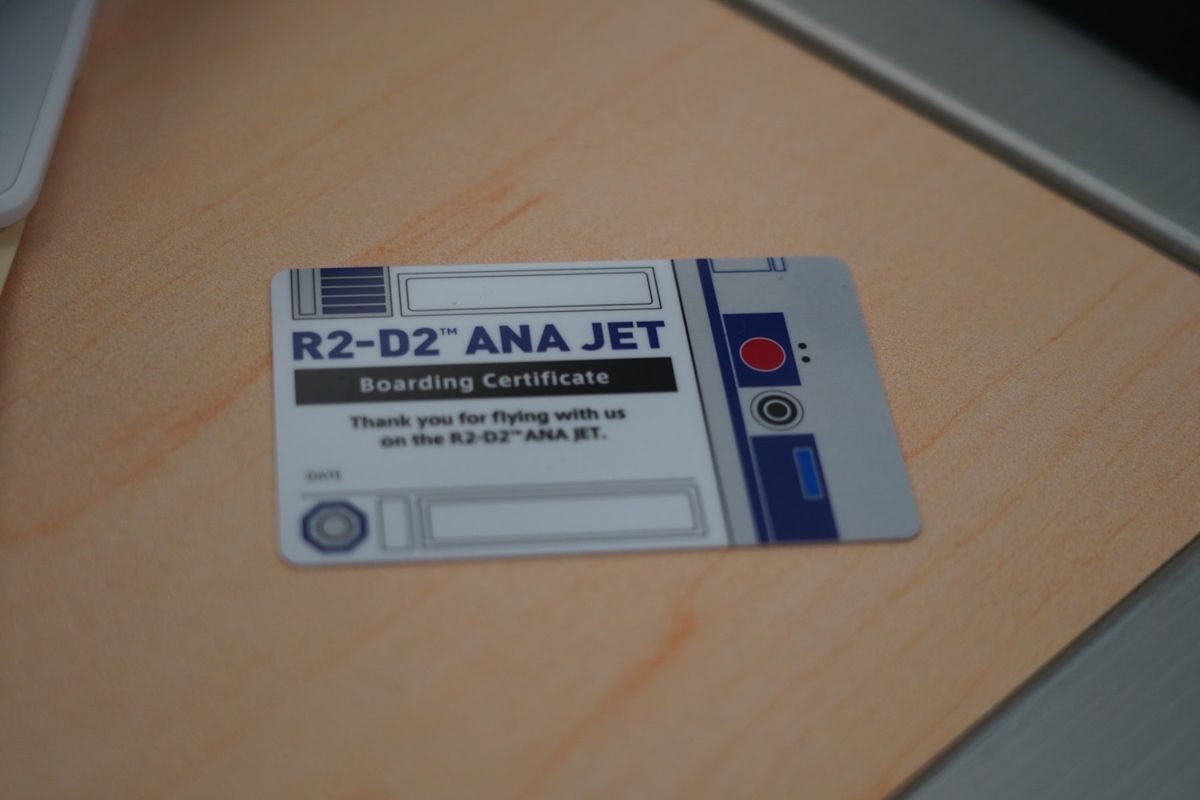 R2-D2™ ANA JET
Boarding Certificate
Thank you for flying with us
on the R2-D2™ ANA JET.
DATE